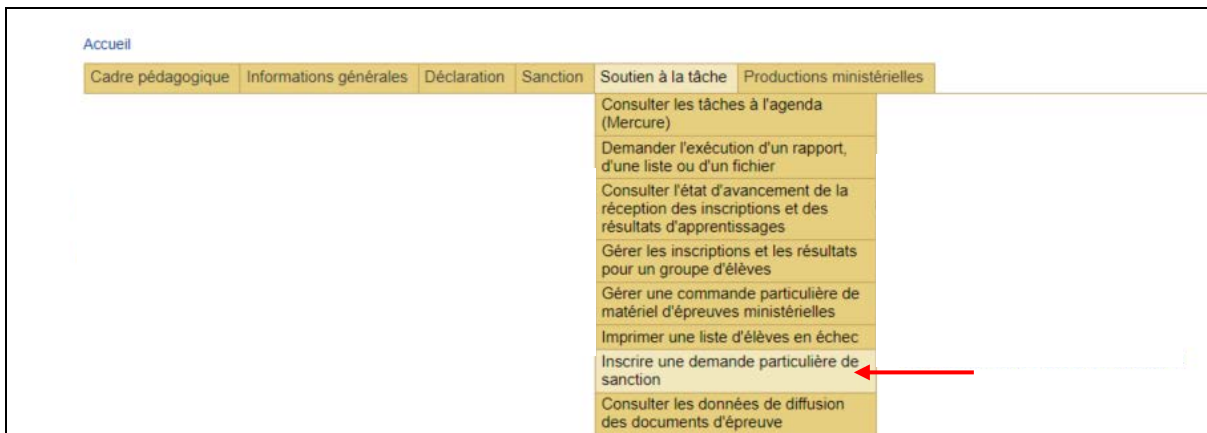 Accueil
Cadre pédagogique Informations générales Déclaration Sanction Soutien à la tâche Productions ministérielles
Consulter les tâches à l'agenda
(Mercure)
Demander l'exécution d'un rapport,
d'une liste ou d'un fichier
Consulter l'état d'avancement de la
réception des inscriptions et des
résultats d'apprentissages
Gérer les inscriptions et les résultats
pour un groupe d'élèves
Gérer une commande particulière de
matériel d'épreuves ministérielles
Imprimer une liste d'élèves en échec
Inscrire une demande particulière de
sanction
Consulter les données de diffusion
des documents d'épreuve